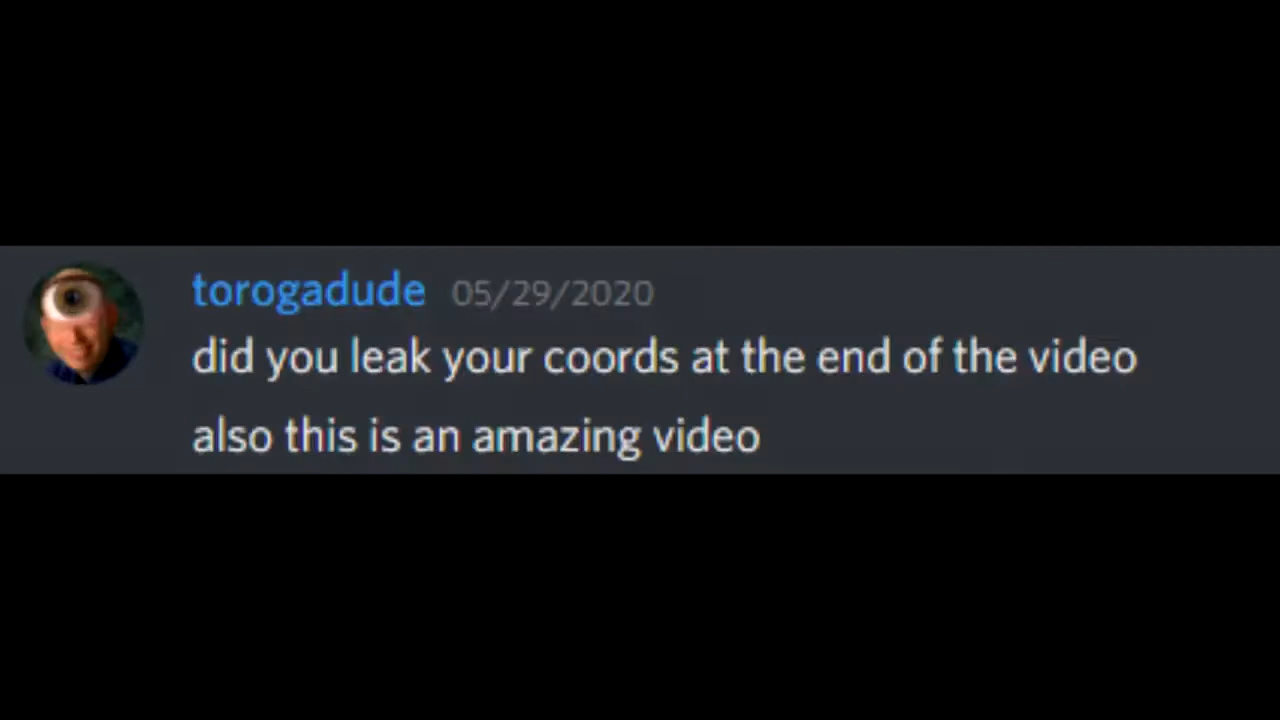 torogadude 05/29/2020
did you leak your coords at the end of the video
also this is an amazing video